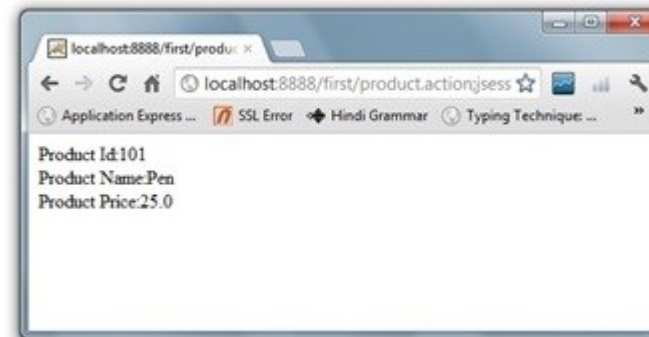 localhost:8888/first/produc
localhost:8888/first/product.action;jsess
Application Express ... SSL Error Hindi Grammar Typing Technique: ... »
Product Id:101
Product Name:Pen
Product Price:25.0